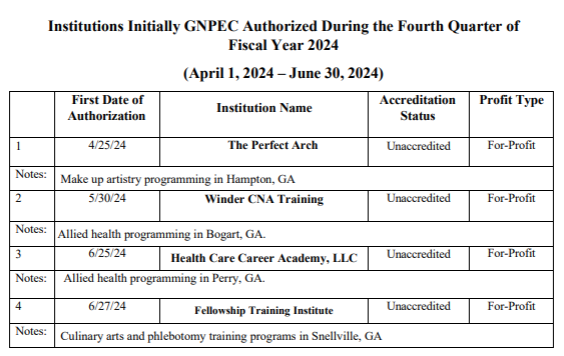 Institutions Initially GNPEC Authorized During the Fourth Quarter of
Fiscal Year 2024
(April 1, 2024 – June 30, 2024)
First Date of Authorization Institution Name Accreditation Status Profit Type
1 4/25/24 The Perfect Arch Unaccredited For-Profit
Notes: Make up artistry programming in Hampton, GA
2 5/30/24 Winder CNA Training Unaccredited For-Profit
Notes: Allied health programming in Bogart, GA.
3 6/25/24 Health Care Career Academy, LLC Unaccredited For-Profit
Notes: Allied health programming in Perry, GA.
4 6/27/24 Fellowship Training Institute Unaccredited For-Profit
Notes: Culinary arts and phlebotomy training programs in Snellville, GA